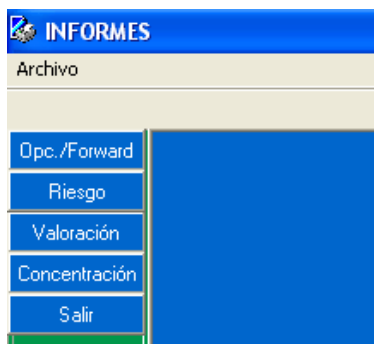 INFORMES
Archivo
Opc./Forward
Riesgo
Valoración
Concentración
Salir